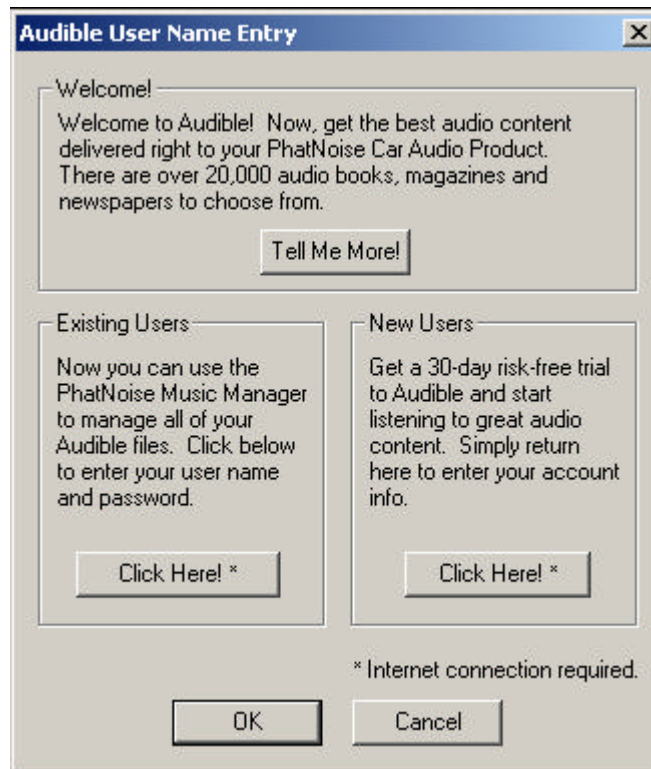 Audible User Name Entry
Welcome!
Welcome to Audible!  Now, get the best audio content
delivered right to your PhatNoise Car Audio Product.
There are over 20,000 audio books, magazines and
newspapers to choose from.
Tell Me More!
Existing Users
Now you can use the
PhatNoise Music Manager
to manage all of your
Audible files.  Click below
to enter your user name
and password.
Click Here! *
New Users
Get a 30-day risk-free trial
to Audible and start
listening to great audio
content.  Simply return
here to enter your account
info.
Click Here! *
* Internet connection required.
OK
Cancel